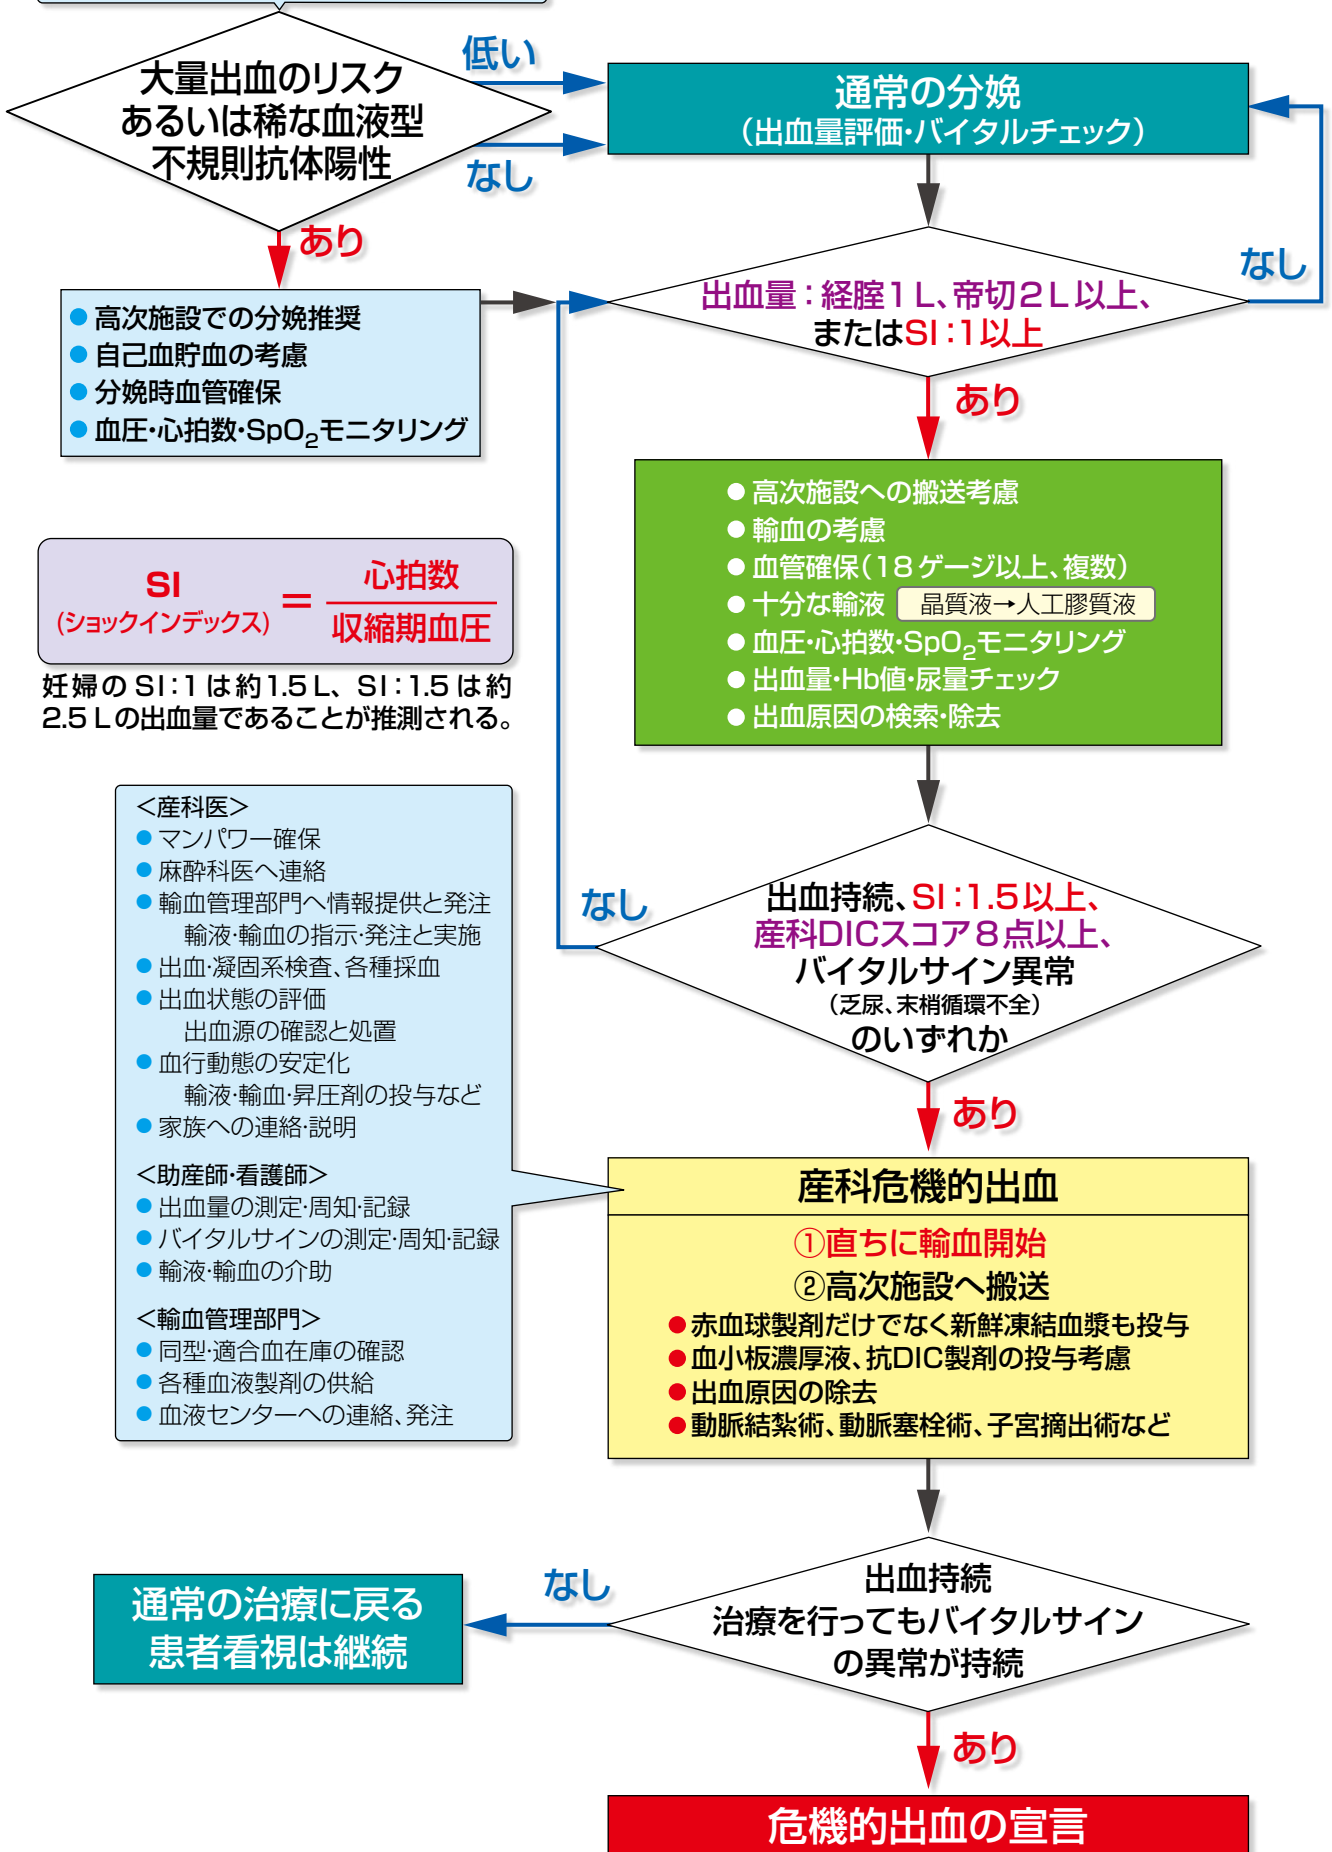 大量出血のリスク
あるいは稀な血液型
不規則抗体陽性
低い
なし
あり
通常の分娩
（出血量評価・バイタルチェック）
● 高次施設での分娩推奨
● 自己血貯血の考慮
● 分娩時血管確保
● 血圧・心拍数・SpO₂モニタリング
出血量：経腟1L、帝切2L以上、
またはSI：1以上
なし
あり
SI
(ショックインデックス)
=
心拍数
収縮期血圧
妊婦のSI：1は約1.5L、SI：1.5は約
2.5Lの出血量であることが推測される。
● 高次施設への搬送考慮
● 輸血の考慮
● 血管確保（18ゲージ以上、複数）
● 十分な輸液 晶質液→人工膠質液
● 血圧・心拍数・SpO₂モニタリング
● 出血量・Hb値・尿量チェック
● 出血原因の検索・除去
出血持続、SI：1.5以上、
産科DICスコア8点以上、
バイタルサイン異常
（乏尿、末梢循環不全）
のいずれか
なし
あり
＜産科医＞
● マンパワー確保
● 麻酔科医へ連絡
● 輸血管理部門へ情報提供と発注
輸液・輸血の指示・発注と実施
● 出血・凝固系検査、各種採血
● 出血状態の評価
出血源の確認と処置
● 血行動態の安定化
輸液・輸血・昇圧剤の投与など
● 家族への連絡・説明
＜助産師・看護師＞
● 出血量の測定・周知・記録
● バイタルサインの測定・周知・記録
● 輸液・輸血の介助
＜輸血管理部門＞
● 同型・適合血在庫の確認
● 各種血液製剤の供給
● 血液センターへの連絡、発注
産科危機的出血
①直ちに輸血開始
②高次施設へ搬送
● 赤血球製剤だけでなく新鮮凍結血漿も投与
● 血小板濃厚液、抗DIC製剤の投与考慮
● 出血原因の除去
● 動脈結紮術、動脈塞栓術、子宮摘出術など
出血持続
治療を行ってもバイタルサイン
の異常が持続
なし
あり
通常の治療に戻る
患者看視は継続
危機的出血の宣言